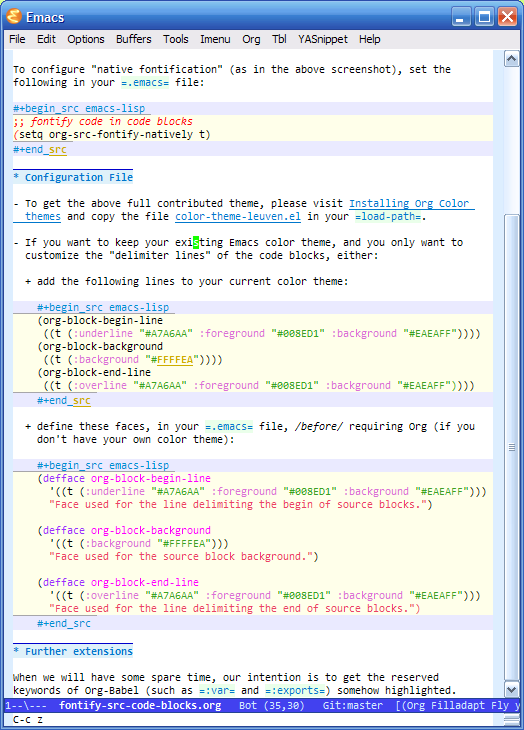 Emacs
File Edit Options Buffers Tools Imenu Org Tbl YASnippet Help
To configure "native fontification" (as in the above screenshot), set the
following in your =.emacs= file:
#+begin_src emacs-lisp
;; fontify code in code blocks
(setq org-src-fontify-natively t)
#+end_src
* Configuration File
- To get the above full contributed theme, please visit Installing Org Color
themes and copy the file color-theme-leuven.el in your =load-path=.
- If you want to keep your existing Emacs color theme, and you only want to
customize the "delimiter lines" of the code blocks, either:
+ add the following lines to your current color theme:
#+begin_src emacs-lisp
(org-block-begin-line
((t (:underline "#A7A6AA" :foreground "#008ED1" :background "#EAEAFF"))))
(org-block-background
((t (:background "#FFFFEA"))))
(org-block-end-line
((t (:overline "#A7A6AA" :foreground "#008ED1" :background "#EAEAFF"))))
#+end_src
+ define these faces, in your =.emacs= file, /before/ requiring Org (if you
don't have your own color theme):
#+begin_src emacs-lisp
(defface org-block-begin-line
'((t (:underline "#A7A6AA" :foreground "#008ED1" :background "#EAEAFF")))
"Face used for the line delimiting the begin of source blocks.")
(defface org-block-background
'((t (:background "#FFFFEA")))
"Face used for the source block background.")
(defface org-block-end-line
'((t (:overline "#A7A6AA" :foreground "#008ED1" :background "#EAEAFF")))
"Face used for the line delimiting the end of source blocks.")
#+end_src
* Further extensions
When we will have some spare time, our intention is to get the reserved
keywords of Org-Babel (such as =:var= and =:exports=) somehow highlighted.
1--\--- fontify-src-code-blocks.org Bot (35,30) Git:master [(Org Filladapt Fly y
C-c z